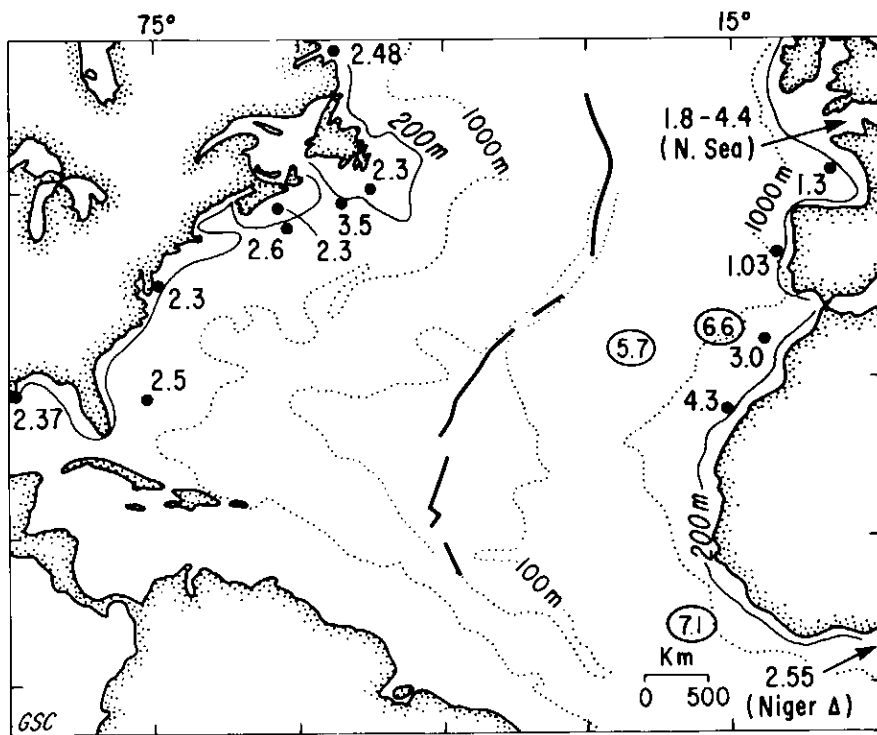 75°
15°
2.48
200m
1000m
1.8-4.4
(N. Sea)
2.3
1.3
3.5
1000m
2.6
2.3
1.03
2.3
6.6
5.7
3.0
2.5
4.3
2.37
200m
100m
7.1
Km
0 500
2.55
(Niger Δ)
GSC